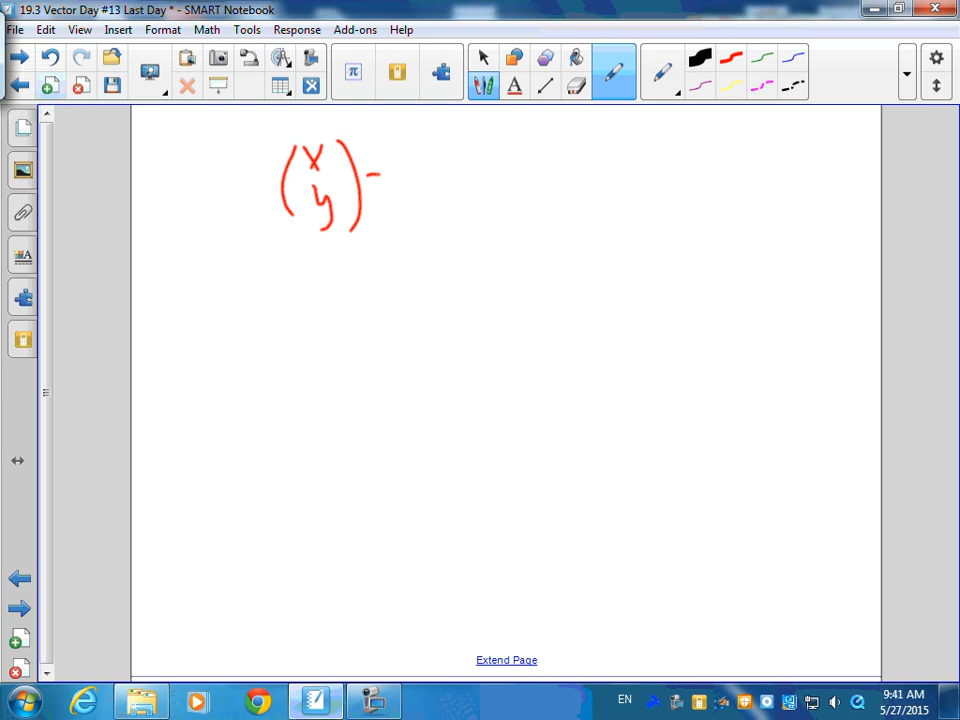 19.3 Vector Day #13 Last Day * - SMART Notebook
File Edit View Insert Format Math Tools Response Add-ons Help
π
A
(x
y) -
Extend Page
EN
9:41 AM
5/27/2015